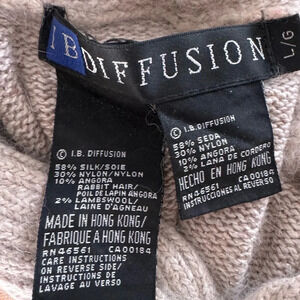 IB DIFFUSION
L/G
© I.B. DIFFUSION
58% SILK/SOIE
30% NYLON/NYLON
10% ANGORA
RABBIT HAIR/
POIL DE LAPIN ANGORA
2% LAMBSWOOL/
LAINE D'AGNEAU
MADE IN HONG KONG/
FABRIQUÉ À HONG KONG
RN46561 CA00184
CARE INSTRUCTIONS
ON REVERSE SIDE/
INSTRUCTIONS DE
LAVAGE AU VERSO
© I.B. DIFFUSION
58% SEDA
30% NYLON
10% ANGORA
2% LANA DE CORDERO
HECHO EN HONG KONG
RN46561 CA00184
INSTRUCCIONES AL REVERSO